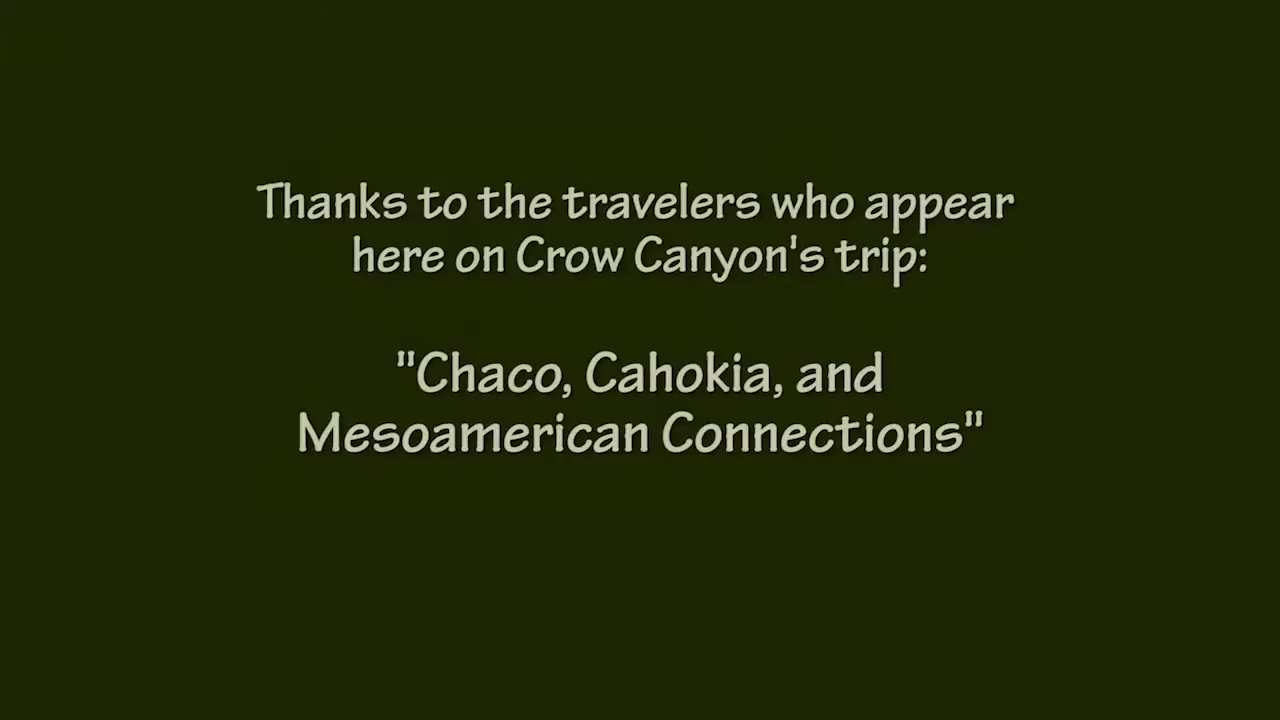 Thanks to the travelers who appear
here on Crow Canyon's trip:
"Chaco, Cahokia, and
Mesoamerican Connections"